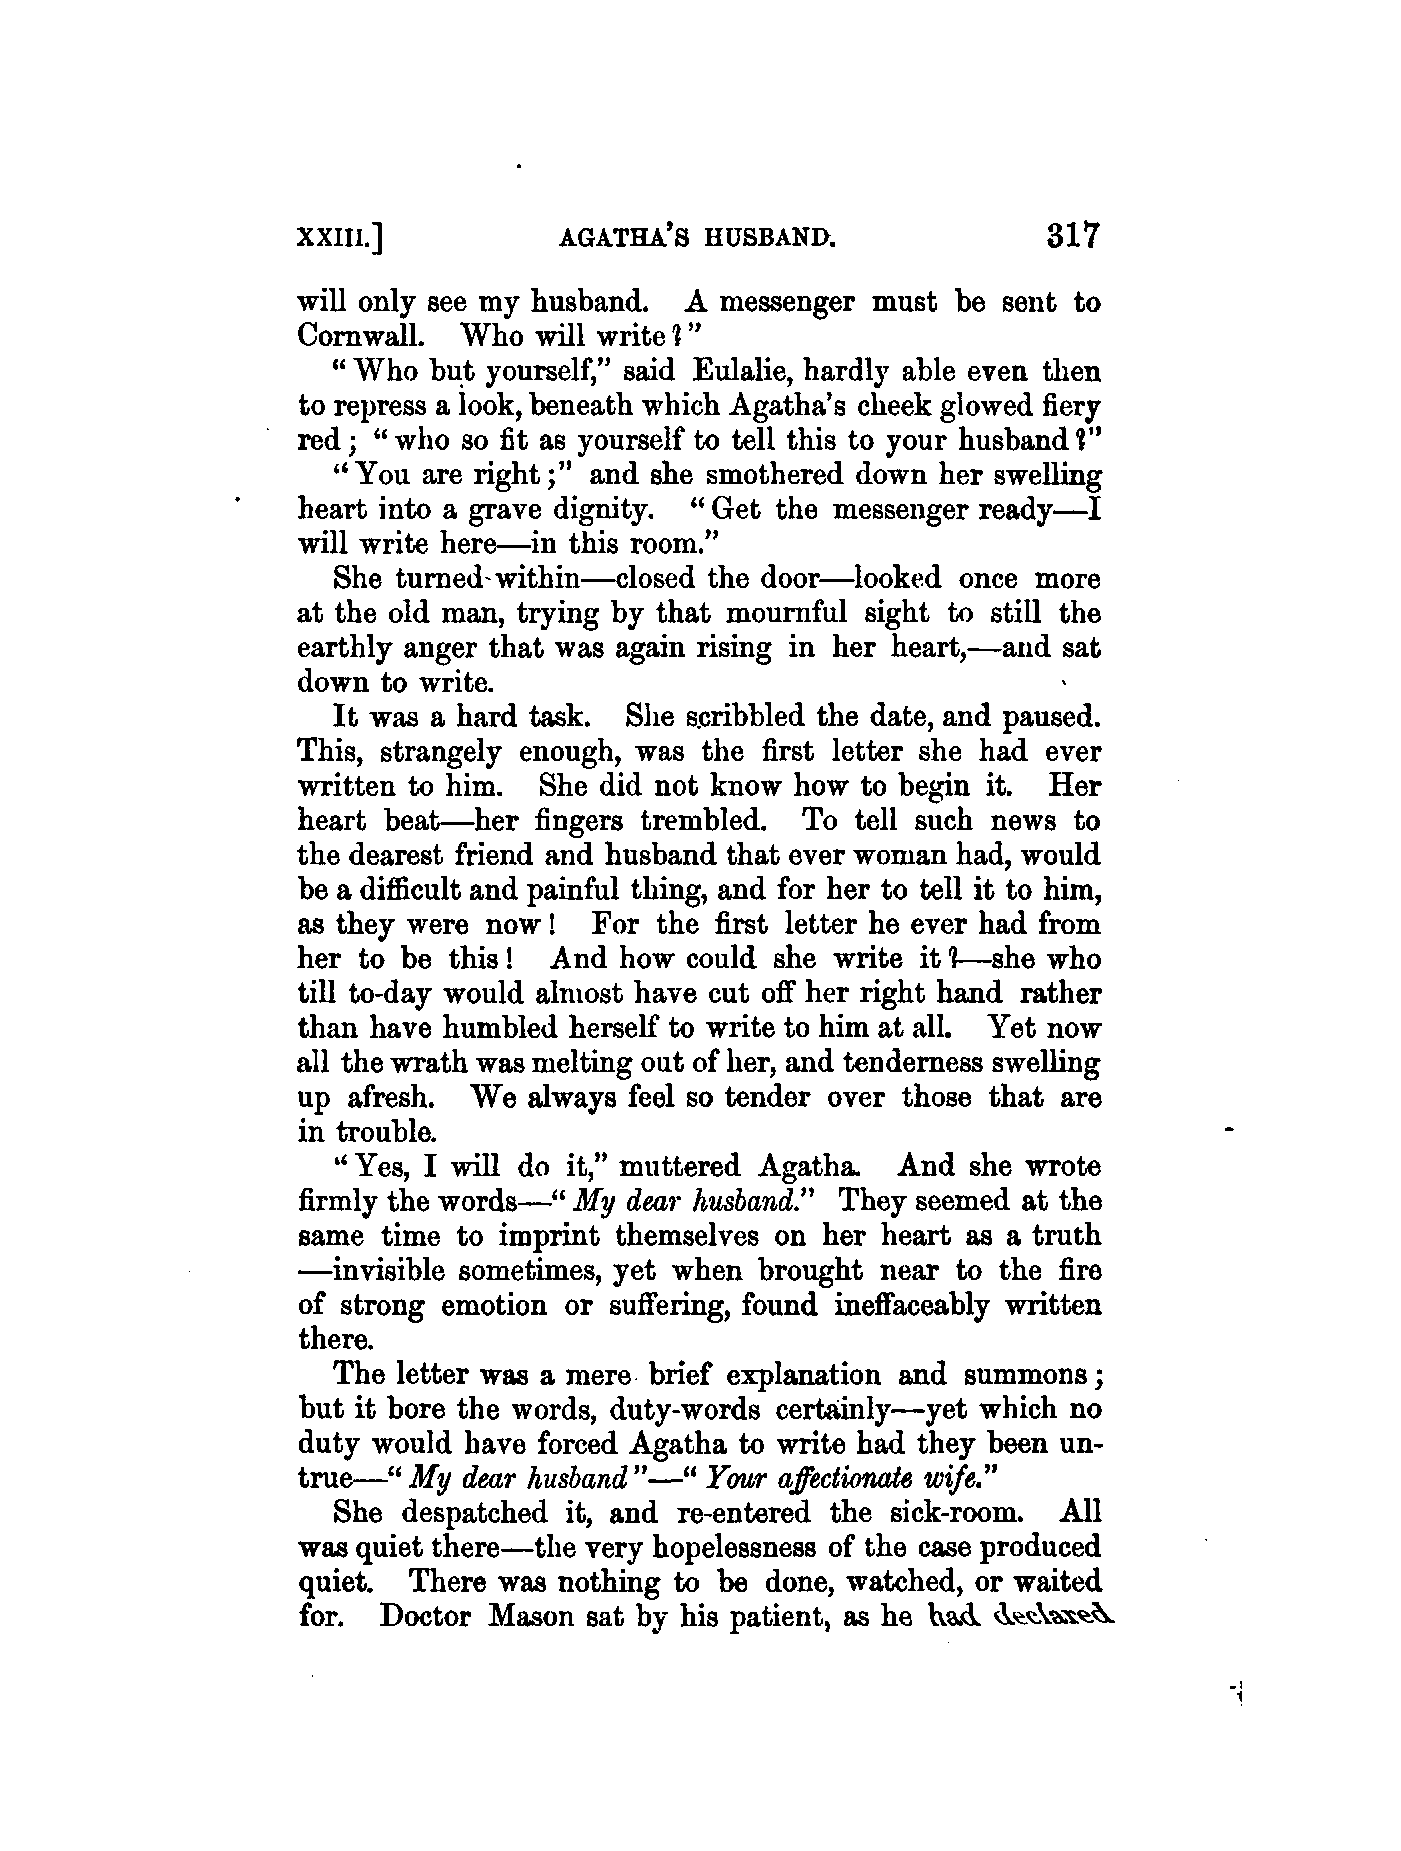 XXIII.] AGATHA'S HUSBAND. 317
will only see my husband. A messenger must be sent to
Cornwall. Who will write?"
"Who but yourself," said Eulalie, hardly able even then
to repress a look, beneath which Agatha's cheek glowed fiery
red; "who so fit as yourself to tell this to your husband?"
"You are right;" and she smothered down her swelling
heart into a grave dignity. "Get the messenger ready—I
will write here—in this room."
She turned within—closed the door—looked once more
at the old man, trying by that mournful sight to still the
earthly anger that was again rising in her heart,—and sat
down to write.
It was a hard task. She scribbled the date, and paused.
This, strangely enough, was the first letter she had ever
written to him. She did not know how to begin it. Her
heart beat—her fingers trembled. To tell such news to
the dearest friend and husband that ever woman had, would
be a difficult and painful thing, and for her to tell it to him,
as they were now! For the first letter he ever had from
her to be this! And how could she write it?—she who
till to-day would almost have cut off her right hand rather
than have humbled herself to write to him at all. Yet now
all the wrath was melting out of her, and tenderness swelling
up afresh. We always feel so tender over those that are
in trouble.
"Yes, I will do it," muttered Agatha. And she wrote
firmly the words—"My dear husband." They seemed at the
same time to imprint themselves on her heart as a truth
—invisible sometimes, yet when brought near to the fire
of strong emotion or suffering, found ineffaceably written
there.
The letter was a mere brief explanation and summons;
but it bore the words, duty-words certainly—yet which no
duty would have forced Agatha to write had they been un-
true—"My dear husband"—"Your affectionate wife."
She despatched it, and re-entered the sick-room. All
was quiet there—the very hopelessness of the case produced
quiet. There was nothing to be done, watched, or waited
for. Doctor Mason sat by his patient, as he had declared